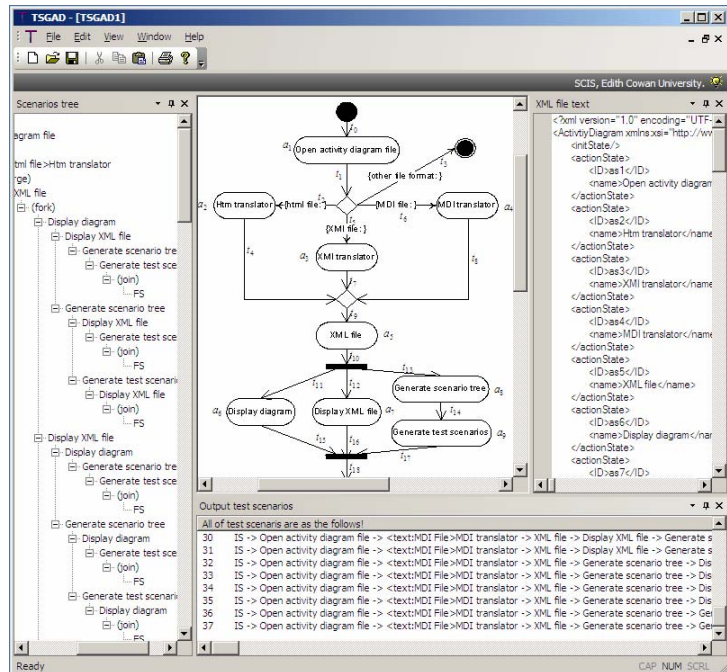 TSGAD - [TSGAD1]
File Edit View Window Help
SCIS, Edith Cowan University.
Scenarios tree
agram file
tml file>Htm translator
rge)
XML file
(fork)
Display diagram
Display XML file
Generate scenario tre
Generate test sce
(join)
FS
Generate scenario tree
Display XML file
Generate test sce
(join)
FS
Generate test scenari
Display XML file
(join)
FS
Display XML file
Display diagram
Generate scenario tre
Generate test sce
(join)
FS
Generate scenario tree
Display diagram
Generate test sce
(join)
FS
Generate test scenari
Display diagram
(join)
FS
t0
a1 Open activity diagram file
t1
t3
{other file format:}
a2 Htm translator
{html file:}
t2
t5
{MDI file:}
t6
MDI translator a4
{XMI file:}
t4
a3 XMI translator
t8
t7
t9
XML file a5
t10
t11 t12 t13
Generate scenario tree a8
a6 Display diagram
Display XML file a7
t14
Generate test scenarios a9
t15 t16 t17
t18
XML file text
<?xml version="1.0" encoding="UTF-
<ActivtiyDiagram xmlns:xsi="http://ww
<initState/>
<actionState>
<ID>as1</ID>
<name>Open activity diagram
</actionState>
<actionState>
<ID>as2</ID>
<name>Htm translator</name
</actionState>
<actionState>
<ID>as3</ID>
<name>XMI translator</name
</actionState>
<actionState>
<ID>as4</ID>
<name>MDI translator</name
</actionState>
<actionState>
<ID>as5</ID>
<name>XML file</name>
</actionState>
<actionState>
<ID>as6</ID>
<name>Display diagram</nar
</actionState>
<actionState>
<ID>as7</ID>
Output test scenarios
All of test scenaris are as the follows!
30 IS -> Open activity diagram file -> <text:MDI File>MDI translator -> XML file -> Display XML file -> Generate s
31 IS -> Open activity diagram file -> <text:MDI File>MDI translator -> XML file -> Display XML file -> Generate s
32 IS -> Open activity diagram file -> <text:MDI File>MDI translator -> XML file -> Generate scenario tree -> Dis
33 IS -> Open activity diagram file -> <text:MDI File>MDI translator -> XML file -> Generate scenario tree -> Dis
34 IS -> Open activity diagram file -> <text:MDI File>MDI translator -> XML file -> Generate scenario tree -> Dis
35 IS -> Open activity diagram file -> <text:MDI File>MDI translator -> XML file -> Generate scenario tree -> Dis
36 IS -> Open activity diagram file -> <text:MDI File>MDI translator -> XML file -> Generate scenario tree -> Ger
37 IS -> Open activity diagram file -> <text:MDI File>MDI translator -> XML file -> Generate scenario tree -> Ger
Ready
CAP NUM SCRL